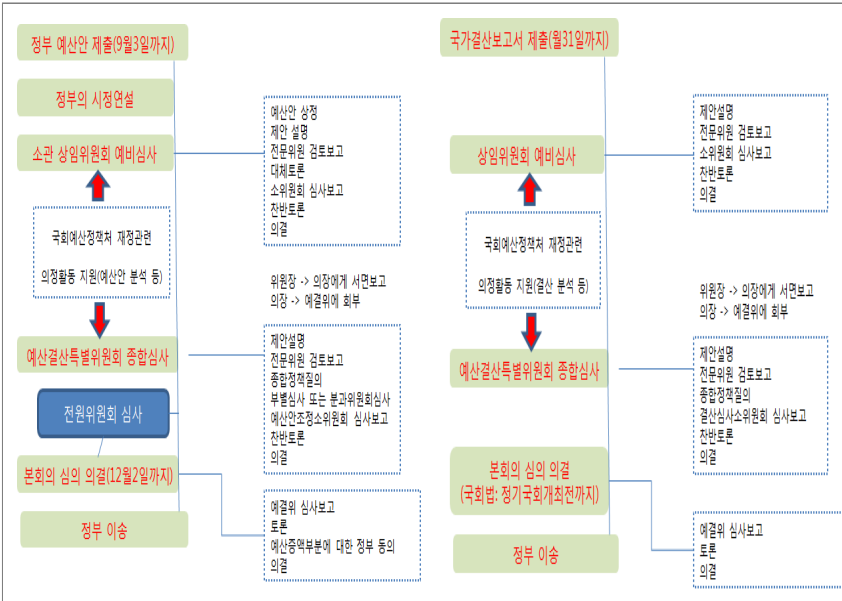 정부 예산안 제출(9월3일까지)
정부의 시정연설
소관 상임위원회 예비심사
예산안 상정
제안 설명
전문위원 검토보고
대체토론
소위원회 심사보고
찬반토론
의결
국회예산정책처 재정관련
의정활동 지원(예산안 분석 등)
위원장 -> 의장에게 서면보고
의장 -> 예결위에 회부
예산결산특별위원회 종합심사
제안설명
전문위원 검토보고
종합정책질의
부별심사 또는 분과위원회심사
예산안조정소위원회 심사보고
찬반토론
의결
전원위원회 심사
본회의 심의 의결(12월2일까지)
예결위 심사보고
토론
예산증액부분에 대한 정부 동의
의결
정부 이송
국가결산보고서 제출(월31일까지)
상임위원회 예비심사
제안설명
전문위원 검토보고
소위원회 심사보고
찬반토론
의결
국회예산정책처 재정관련
의정활동 지원(결산 분석 등)
위원장 -> 의장에게 서면보고
의장 -> 예결위에 회부
예산결산특별위원회 종합심사
제안설명
전문위원 검토보고
종합정책질의
결산심사소위원회 심사보고
찬반토론
의결
본회의 심의 의결
(국회법: 정기국회개최전까지)
예결위 심사보고
토론
의결
정부 이송